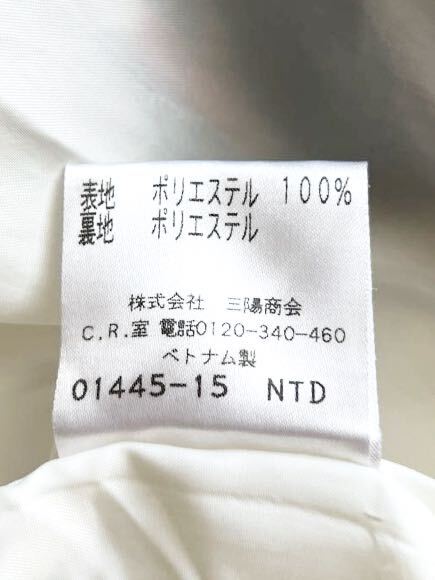 表地 ポリエステル 100%
裏地 ポリエステル
株式会社 三陽商会
C.R.室 電話0120-340-460
ベトナム製
01445-15 NTD